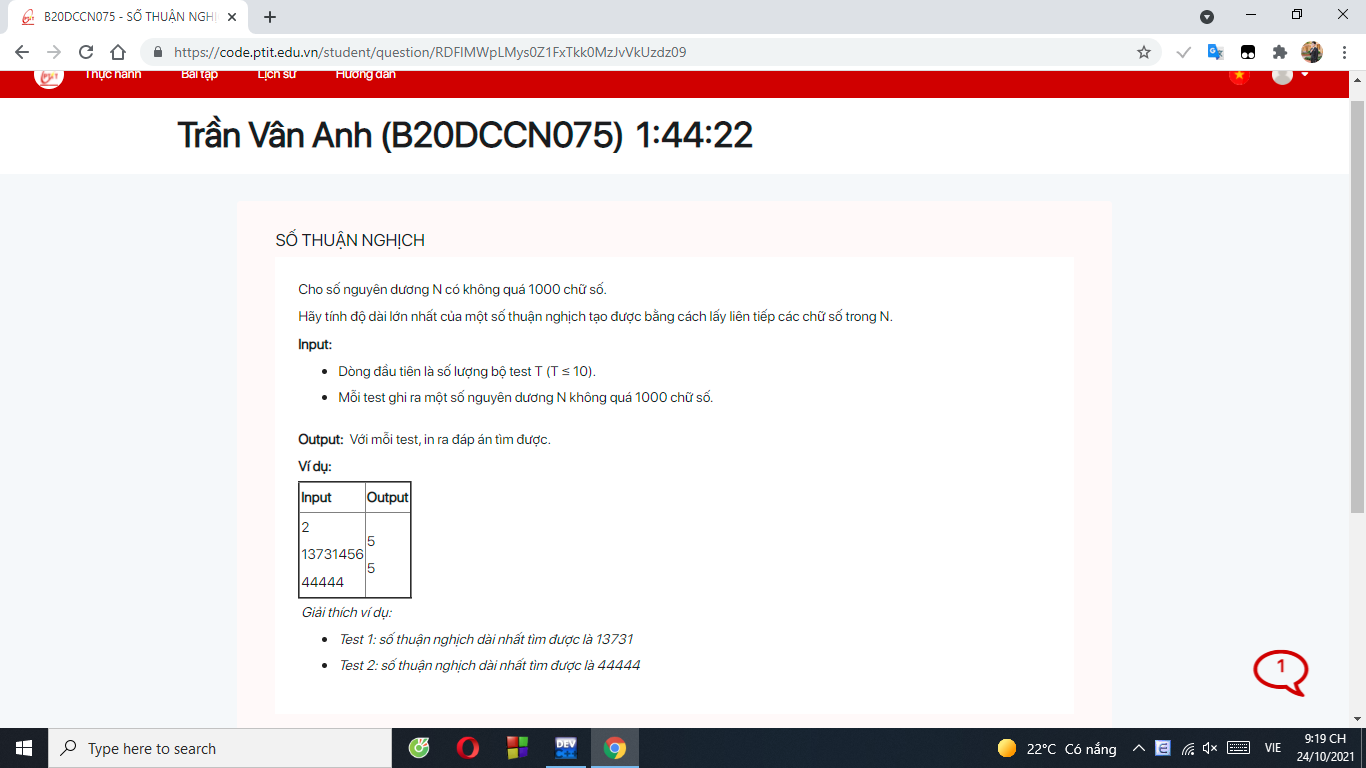 B20DCCN075 - SỐ THUẬN NGHỊ
https://code.ptit.edu.vn/student/question/RDFIMWpLMys0Z1FxTkk0MzJvVkUzdz09
Thực hành Bài tập Lịch sử Hướng dẫn
Trần Vân Anh (B20DCCN075) 1:44:22
SỐ THUẬN NGHỊCH
Cho số nguyên dương N có không quá 1000 chữ số.
Hãy tính độ dài lớn nhất của một số thuận nghịch tạo được bằng cách lấy liên tiếp các chữ số trong N.
Input:
Dòng đầu tiên là số lượng bộ test T (T ≤ 10).
Mỗi test ghi ra một số nguyên dương N không quá 1000 chữ số.
Output: Với mỗi test, in ra đáp án tìm được.
Ví dụ:
Input Output
2
13731456
44444
5
5
Giải thích ví dụ:
Test 1: số thuận nghịch dài nhất tìm được là 13731
Test 2: số thuận nghịch dài nhất tìm được là 44444
1
Type here to search
DEV
22°C Có nắng
VIE
9:19 CH
24/10/2021